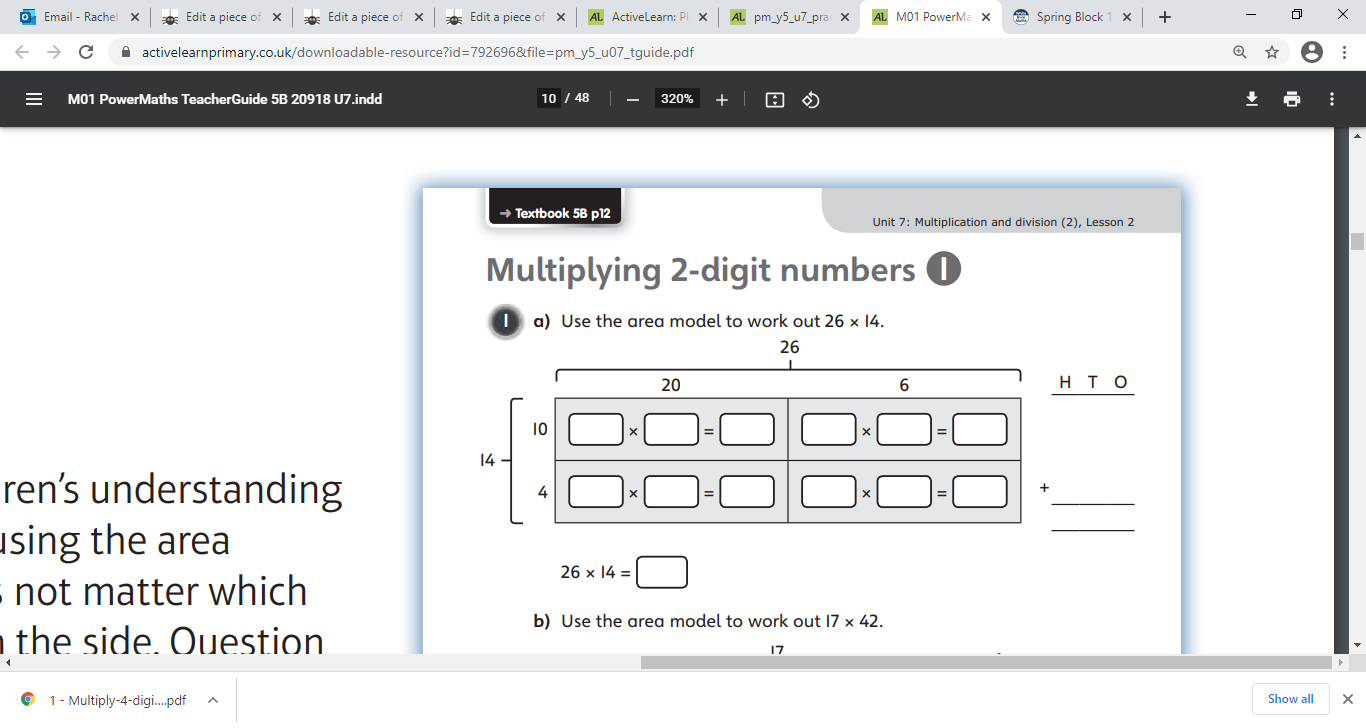 Email - Rachel
Edit a piece of
Edit a piece of
Edit a piece of
ActiveLearn: P
pm_y5_u7_pra
M01 PowerMa
Spring Block 1
activelearnprimary.co.uk/downloadable-resource?id=792696&file=pm_y5_u07_tguide.pdf
M01 PowerMaths TeacherGuide 5B 20918 U7.indd
10 / 48
320%
→ Textbook 5B p12
Unit 7: Multiplication and division (2), Lesson 2
Multiplying 2-digit numbers 1
1 a) Use the area model to work out 26 × 14.
26
20 6
H T O
10 × = × =
14
4 × = × =
+
26 × 14 =
b) Use the area model to work out 17 × 42.
17
ren's understanding
using the area
s not matter which
n the side. Question
1 - Multiply-4-digi....pdf
Show all